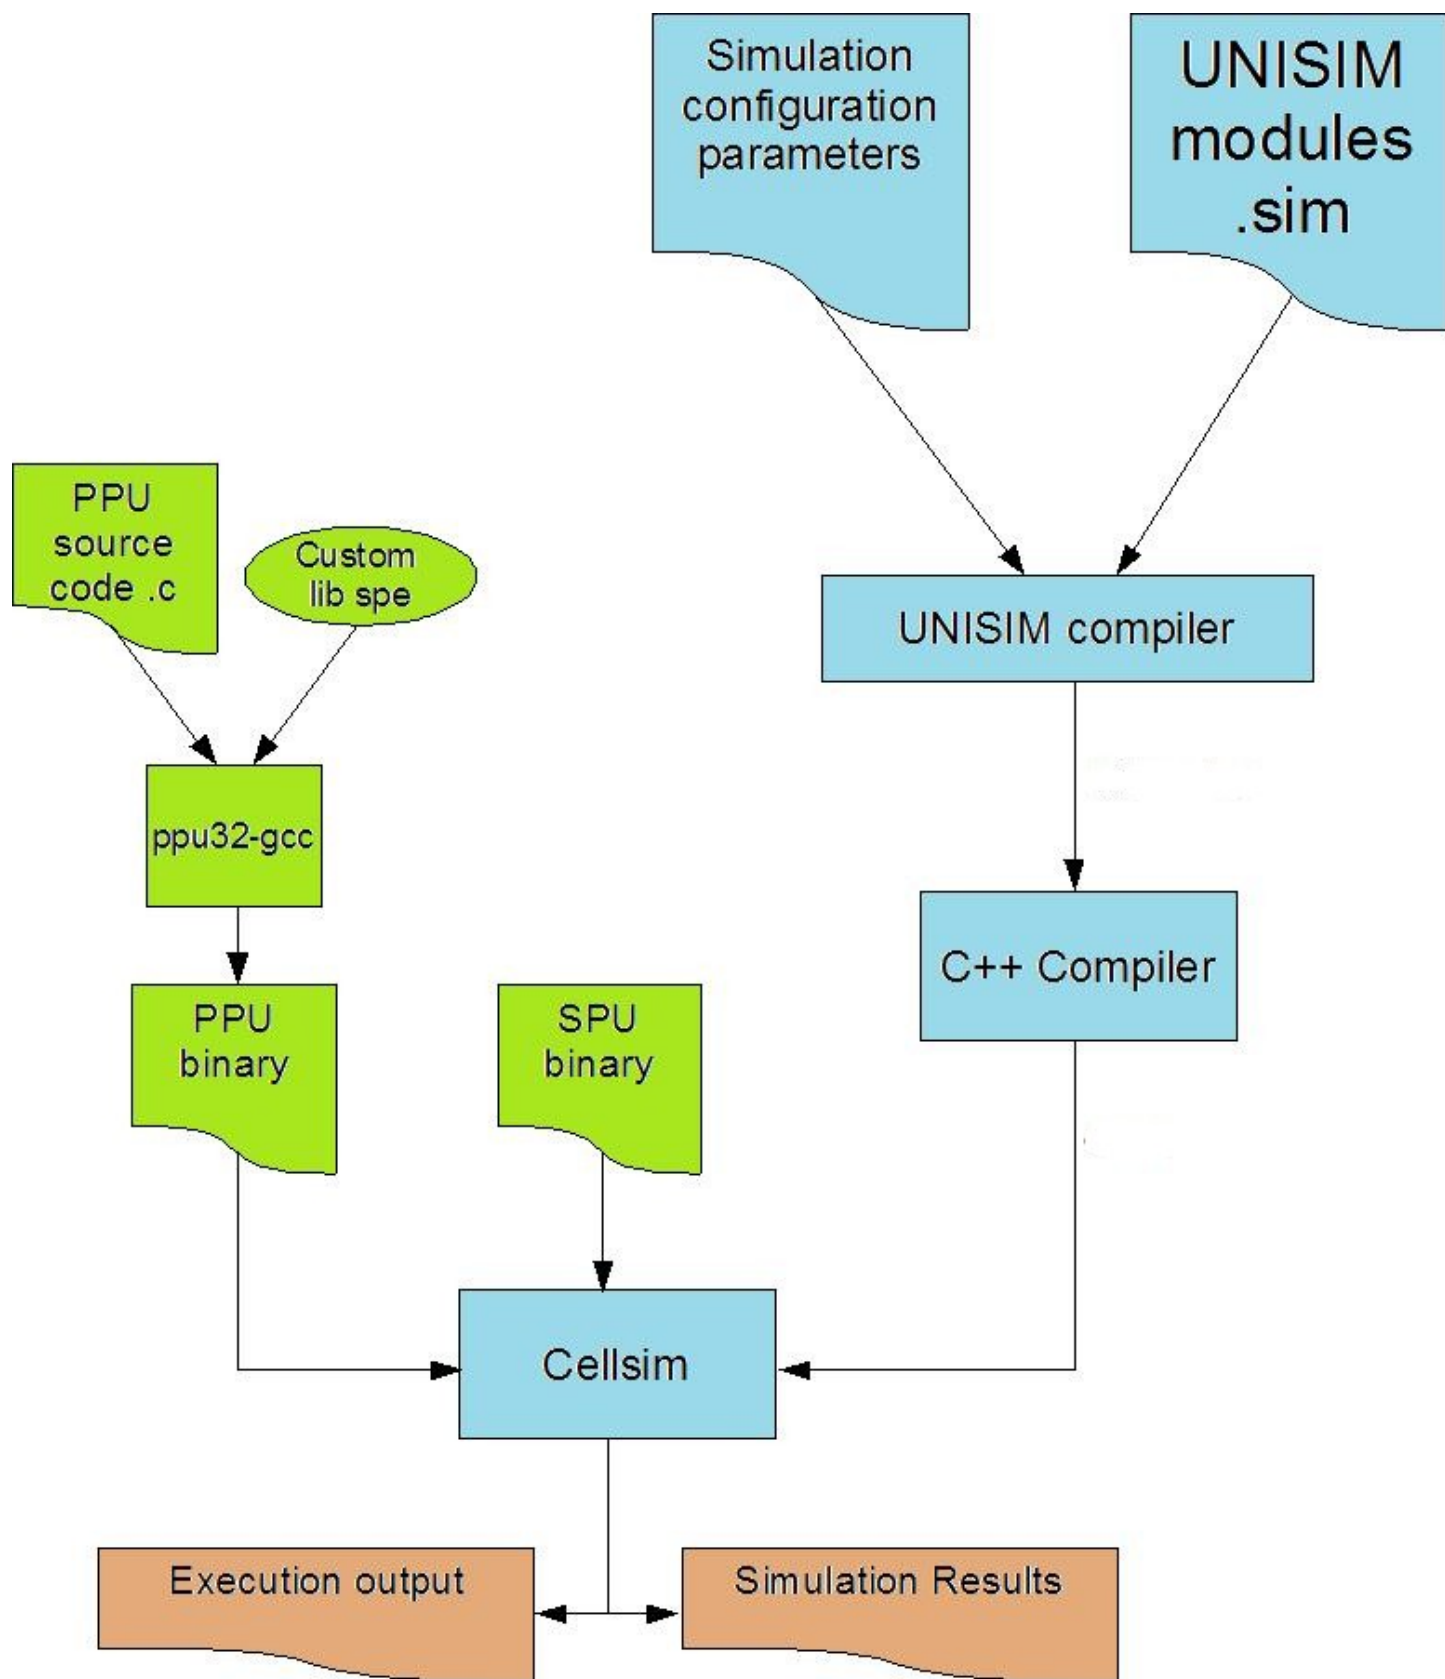 Simulation
configuration
parameters
UNISIM
modules
.sim
PPU
source
code .c
Custom
lib spe
UNISIM compiler
ppu32-gcc
C++ Compiler
PPU
binary
SPU
binary
Cellsim
Execution output
Simulation Results